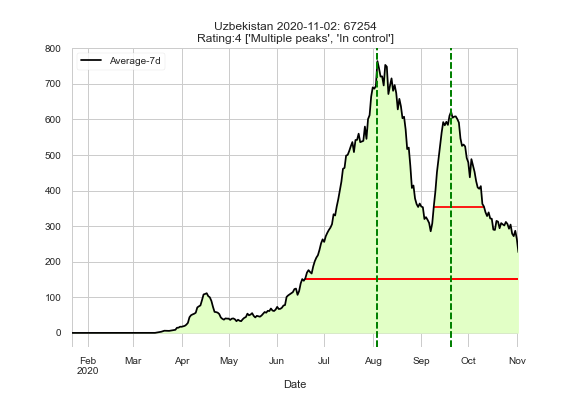 Uzbekistan 2020-11-02: 67254
Rating:4 ['Multiple peaks', 'In control']
Average-7d
800
700
600
500
400
300
200
100
0
Feb Mar Apr May Jun Jul Aug Sep Oct Nov
2020
Date